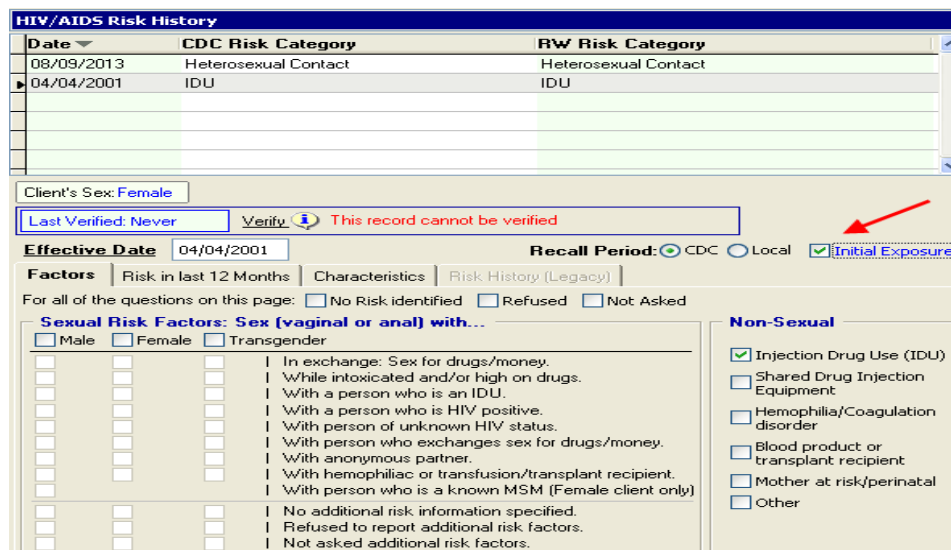 HIV/AIDS Risk History
Date CDC Risk Category RW Risk Category
08/09/2013 Heterosexual Contact Heterosexual Contact
04/04/2001 IDU IDU
Client's Sex: Female
Last Verified: Never Verify This record cannot be verified
Effective Date 04/04/2001 Recall Period: CDC Local Initial Exposure
Factors Risk in last 12 Months Characteristics Risk History (Legacy)
For all of the questions on this page: No Risk identified Refused Not Asked
Sexual Risk Factors: Sex (vaginal or anal) with...
Male Female Transgender
In exchange: Sex for drugs/money.
While intoxicated and/or high on drugs.
With a person who is an IDU.
With a person who is HIV positive.
With person of unknown HIV status.
With person who exchanges sex for drugs/money.
With anonymous partner.
With hemophiliac or transfusion/transplant recipient.
With person who is a known MSM (Female client only)
No additional risk information specified.
Refused to report additional risk factors.
Not asked additional risk factors.
Non-Sexual
Injection Drug Use (IDU)
Shared Drug Injection
Equipment
Hemophilia/Coagulation
disorder
Blood product or
transplant recipient
Mother at risk/perinatal
Other